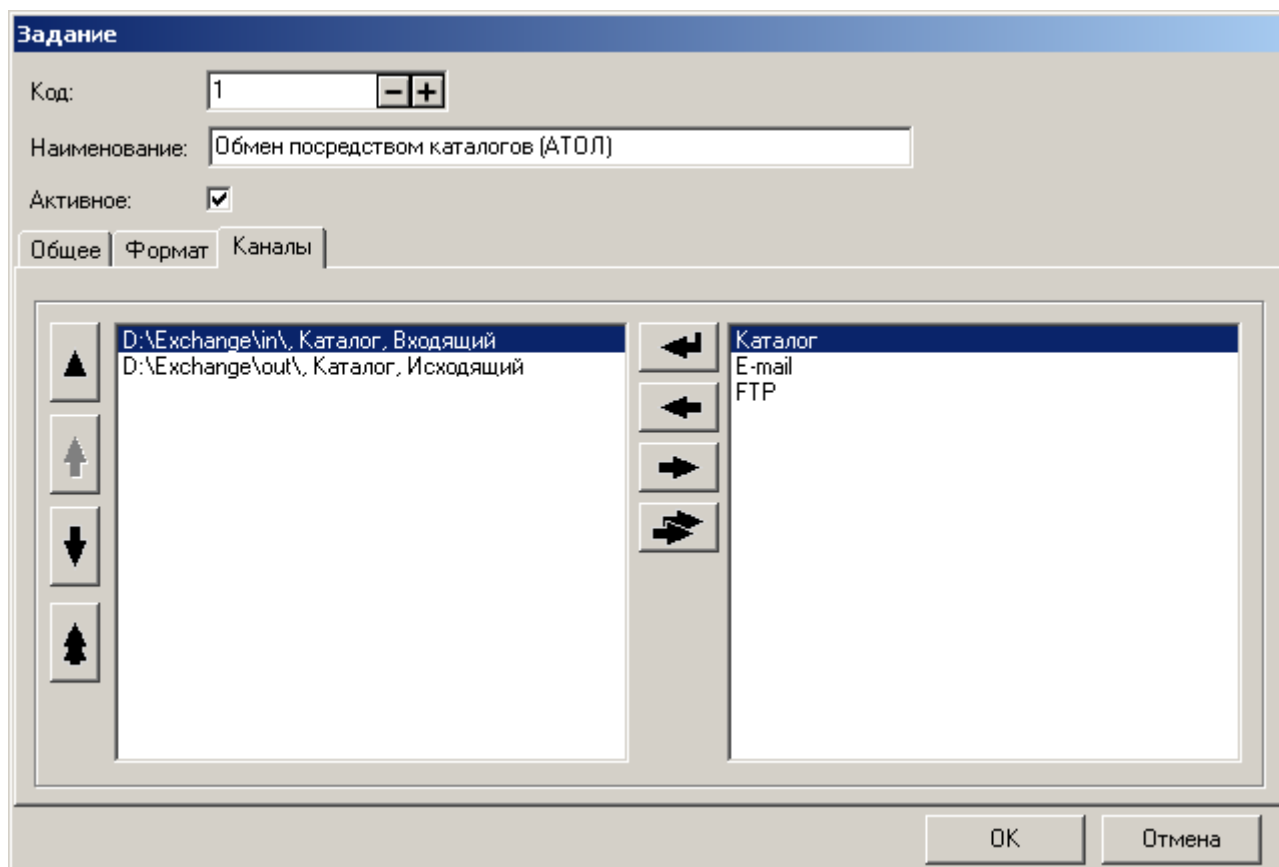 Задание
Код: 1
Наименование: Обмен посредством каталогов (АТОЛ)
Активное:
Общее Формат Каналы
D:\Exchange\in\, Каталог, Входящий
D:\Exchange\out\, Каталог, Исходящий
Каталог
E-mail
FTP
OK Отмена